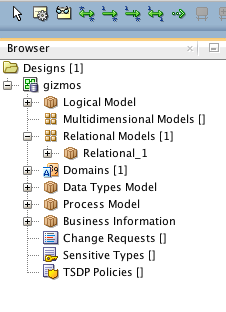 Browser
Designs [1]
gizmos
Logical Model
Multidimensional Models []
Relational Models [1]
Relational_1
Domains [1]
Data Types Model
Process Model
Business Information
Change Requests []
Sensitive Types []
TSDP Policies []